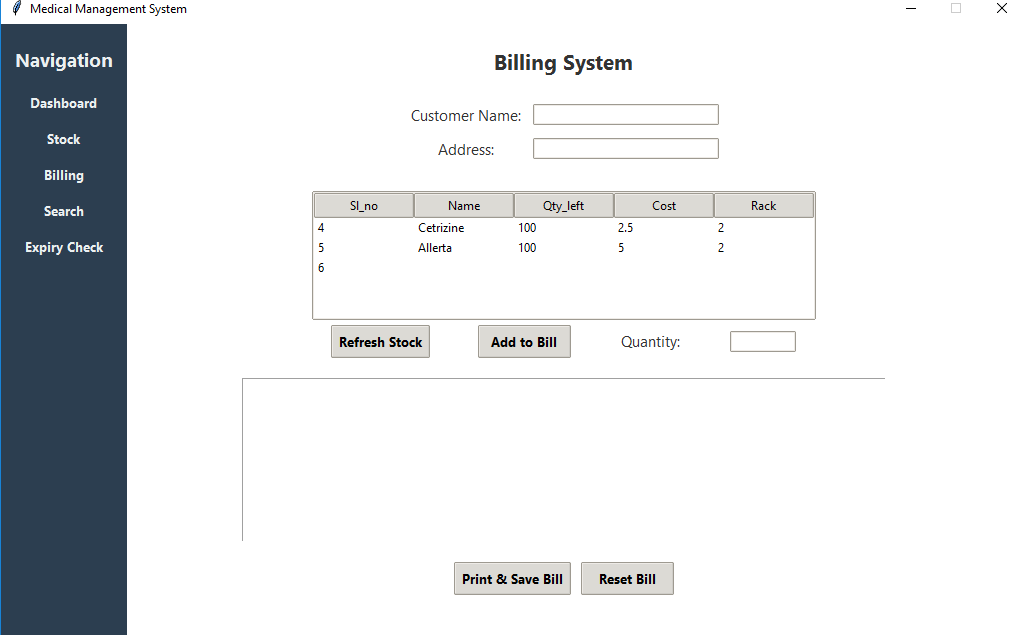 Medical Management System
Navigation
Dashboard
Stock
Billing
Search
Expiry Check
Billing System
Customer Name:
Address:
Sl_no Name Qty_left Cost Rack
4 Cetrizine 100 2.5 2
5 Allerta 100 5 2
6
Refresh Stock Add to Bill Quantity:
Print & Save Bill Reset Bill